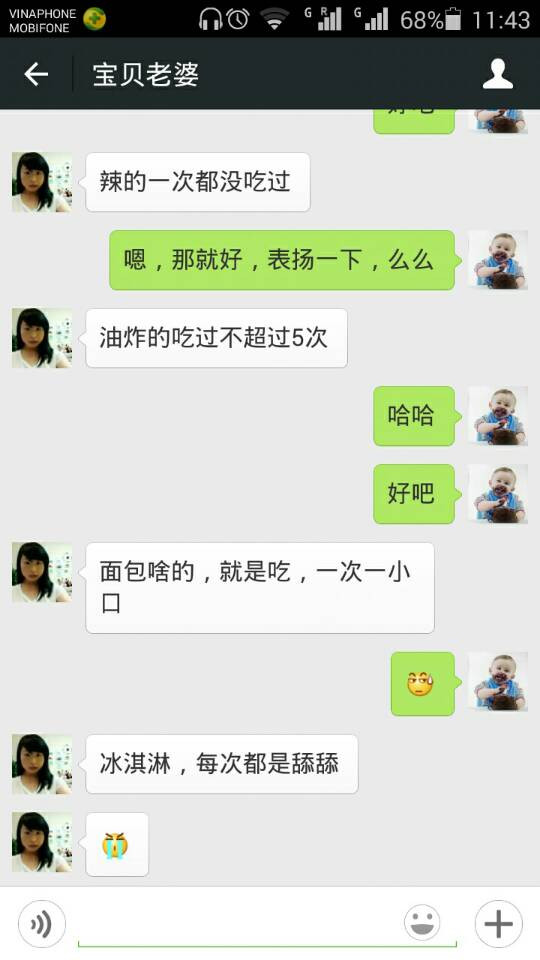 VINAPHONE
MOBIFONE
G R G 68% 11:43
宝贝老婆
好吧
辣的一次都没吃过
嗯，那就好，表扬一下，么么
油炸的吃过不超过5次
哈哈
好吧
面包啥的，就是吃，一次一小
口
冰淇淋，每次都是舔舔